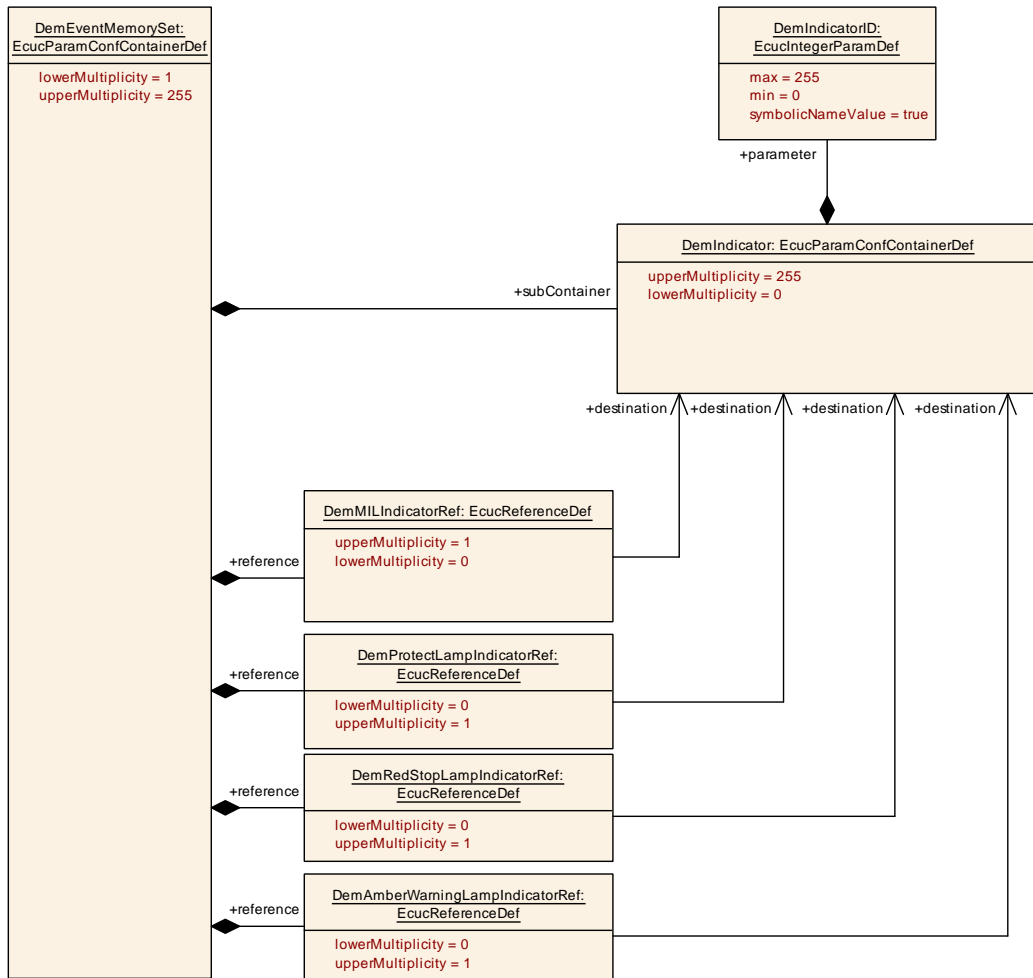 DemEventMemorySet:
EcucParamConfContainerDef
lowerMultiplicity = 1
upperMultiplicity = 255
DemIndicatorID:
EcucIntegerParamDef
max = 255
min = 0
symbolicNameValue = true
+parameter
DemIndicator: EcucParamConfContainerDef
upperMultiplicity = 255
lowerMultiplicity = 0
+subContainer
+destination +destination +destination +destination
DemMILIndicatorRef: EcucReferenceDef
upperMultiplicity = 1
lowerMultiplicity = 0
+reference
DemProtectLampIndicatorRef:
EcucReferenceDef
lowerMultiplicity = 0
upperMultiplicity = 1
+reference
DemRedStopLampIndicatorRef:
EcucReferenceDef
lowerMultiplicity = 0
upperMultiplicity = 1
+reference
DemAmberWarningLampIndicatorRef:
EcucReferenceDef
lowerMultiplicity = 0
upperMultiplicity = 1
+reference